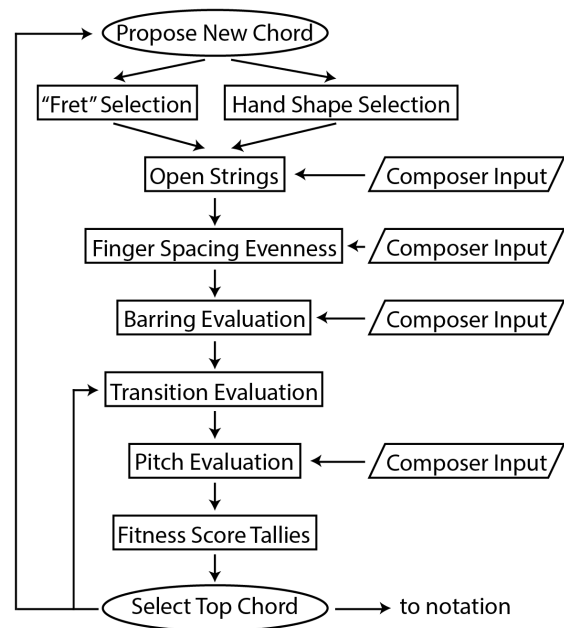 Propose New Chord
“Fret” Selection
Hand Shape Selection
Open Strings
Composer Input
Finger Spacing Evenness
Composer Input
Barring Evaluation
Composer Input
Transition Evaluation
Pitch Evaluation
Composer Input
Fitness Score Tallies
Select Top Chord
to notation